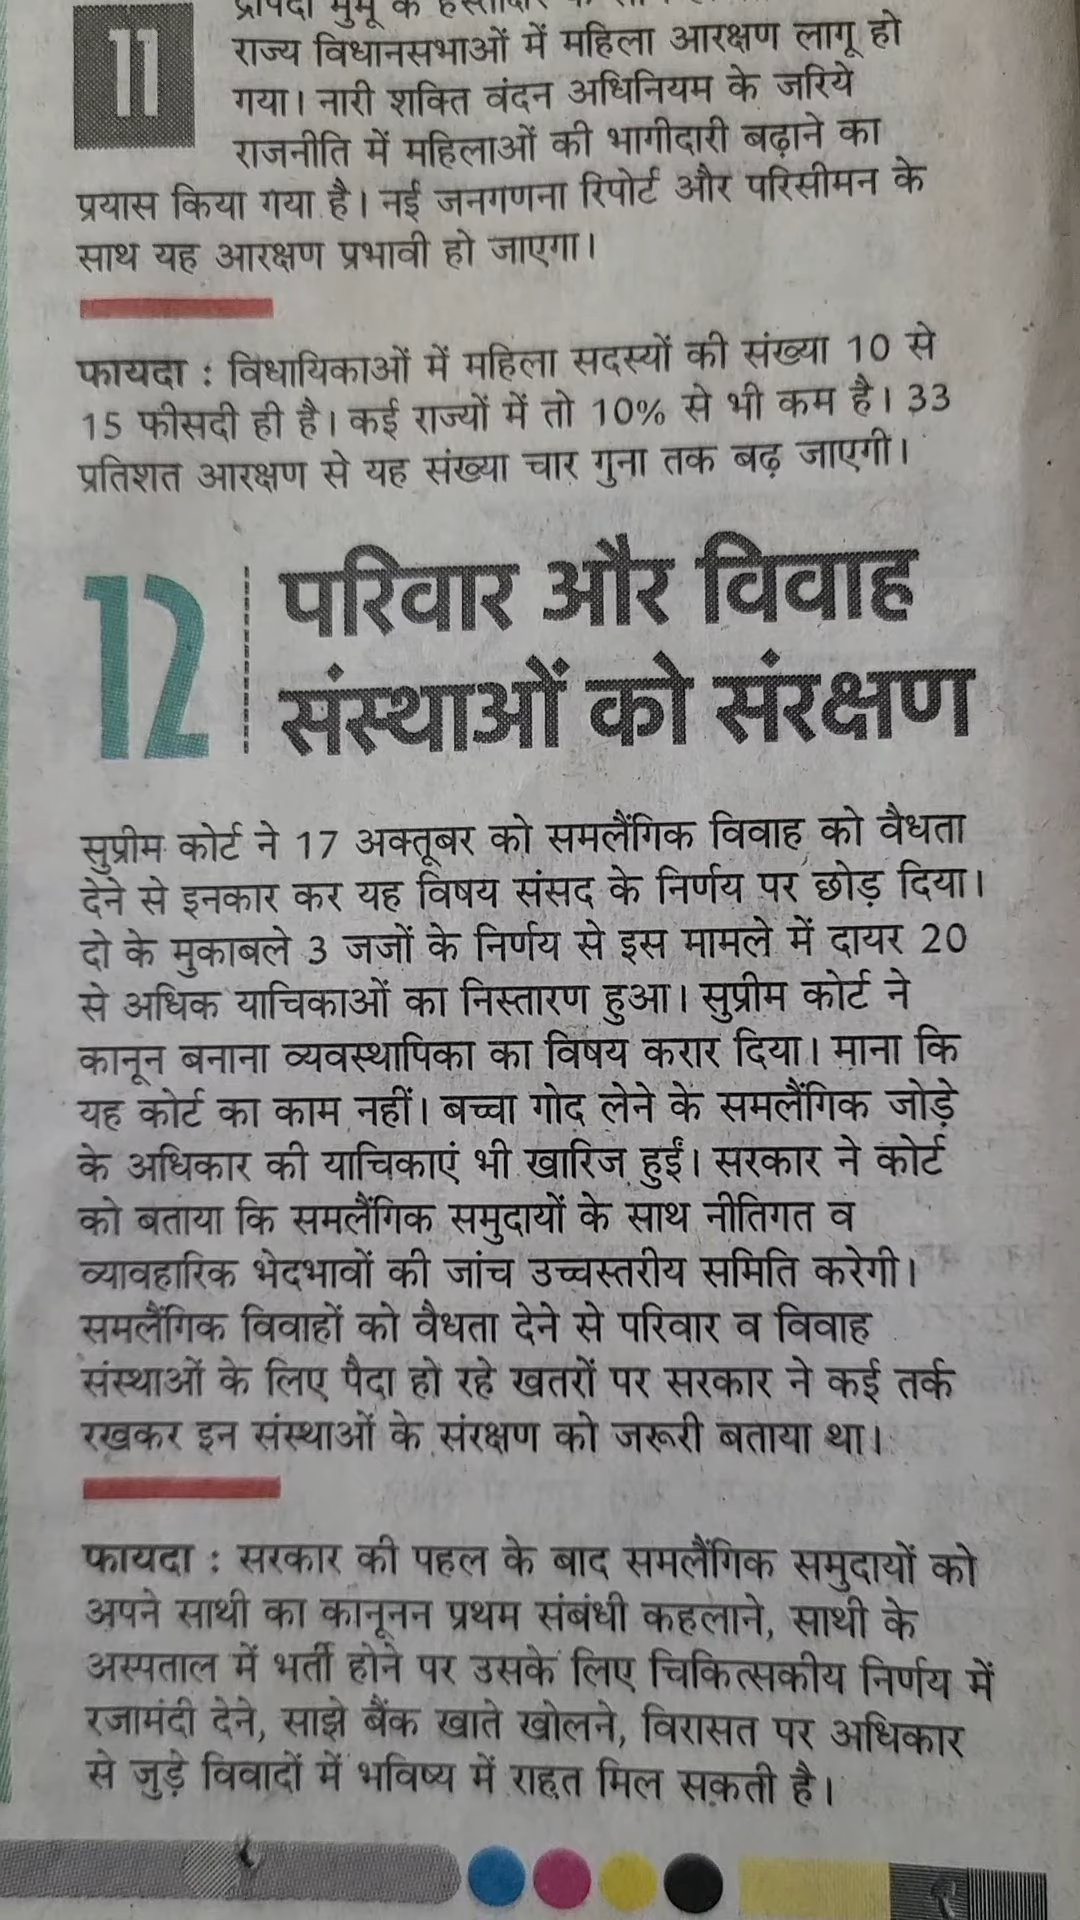 11
द्रौपदी मुर्मू के
राज्य विधानसभाओं में महिला आरक्षण लागू हो
गया। नारी शक्ति वंदन अधिनियम के जरिये
राजनीति में महिलाओं की भागीदारी बढ़ाने का
प्रयास किया गया है। नई जनगणना रिपोर्ट और परिसीमन के
साथ यह आरक्षण प्रभावी हो जाएगा।
फायदा : विधायिकाओं में महिला सदस्यों की संख्या 10 से
15 फीसदी ही है। कई राज्यों में तो 10% से भी कम है। 33
प्रतिशत आरक्षण से यह संख्या चार गुना तक बढ़ जाएगी।
12
परिवार और विवाह
संस्थाओं को संरक्षण
सुप्रीम कोर्ट ने 17 अक्तूबर को समलैंगिक विवाह को वैधता
देने से इनकार कर यह विषय संसद के निर्णय पर छोड़ दिया।
दो के मुकाबले 3 जजों के निर्णय से इस मामले में दायर 20
से अधिक याचिकाओं का निस्तारण हुआ। सुप्रीम कोर्ट ने
कानून बनाना व्यवस्थापिका का विषय करार दिया। माना कि
यह कोर्ट का काम नहीं। बच्चा गोद लेने के समलैंगिक जोड़े
के अधिकार की याचिकाएं भी खारिज हुईं। सरकार ने कोर्ट
को बताया कि समलैंगिक समुदायों के साथ नीतिगत व
व्यावहारिक भेदभावों की जांच उच्चस्तरीय समिति करेगी।
समलैंगिक विवाहों को वैधता देने से परिवार व विवाह
संस्थाओं के लिए पैदा हो रहे खतरों पर सरकार ने कई तर्क
रखकर इन संस्थाओं के संरक्षण को जरूरी बताया था।
फायदा : सरकार की पहल के बाद समलैंगिक समुदायों को
अपने साथी का कानूनन प्रथम संबंधी कहलाने, साथी के
अस्पताल में भर्ती होने पर उसके लिए चिकित्सकीय निर्णय में
रजामंदी देने, साझे बैंक खाते खोलने, विरासत पर अधिकार
से जुड़े विवादों में भविष्य में राहत मिल सकती है।